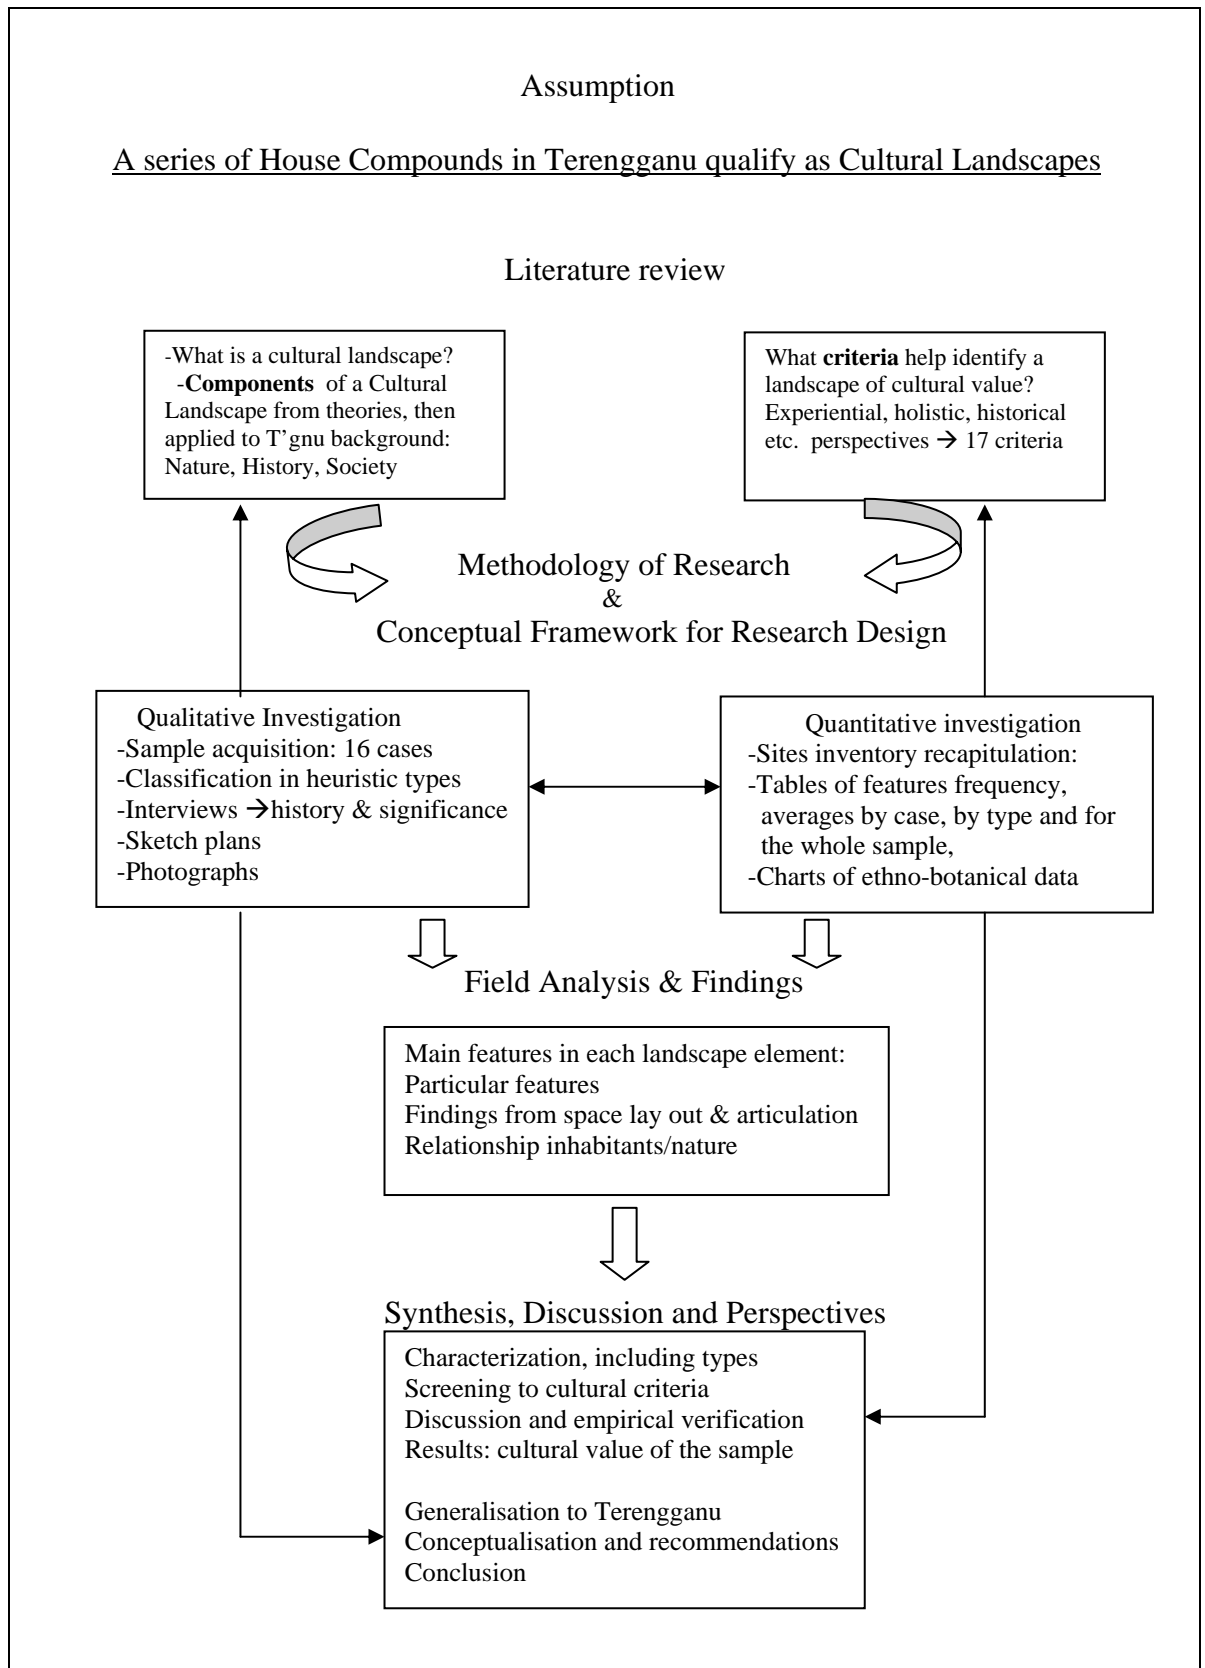 Assumption
A series of House Compounds in Terengganu qualify as Cultural Landscapes
Literature review
-What is a cultural landscape?
-Components of a Cultural
Landscape from theories, then
applied to T’gnu background:
Nature, History, Society
What criteria help identify a
landscape of cultural value?
Experiential, holistic, historical
etc. perspectives → 17 criteria
Methodology of Research
&
Conceptual Framework for Research Design
Qualitative Investigation
-Sample acquisition: 16 cases
-Classification in heuristic types
-Interviews →history & significance
-Sketch plans
-Photographs
Quantitative investigation
-Sites inventory recapitulation:
-Tables of features frequency,
averages by case, by type and for
the whole sample,
-Charts of ethno-botanical data
Field Analysis & Findings
Main features in each landscape element:
Particular features
Findings from space lay out & articulation
Relationship inhabitants/nature
Synthesis, Discussion and Perspectives
Characterization, including types
Screening to cultural criteria
Discussion and empirical verification
Results: cultural value of the sample
Generalisation to Terengganu
Conceptualisation and recommendations
Conclusion